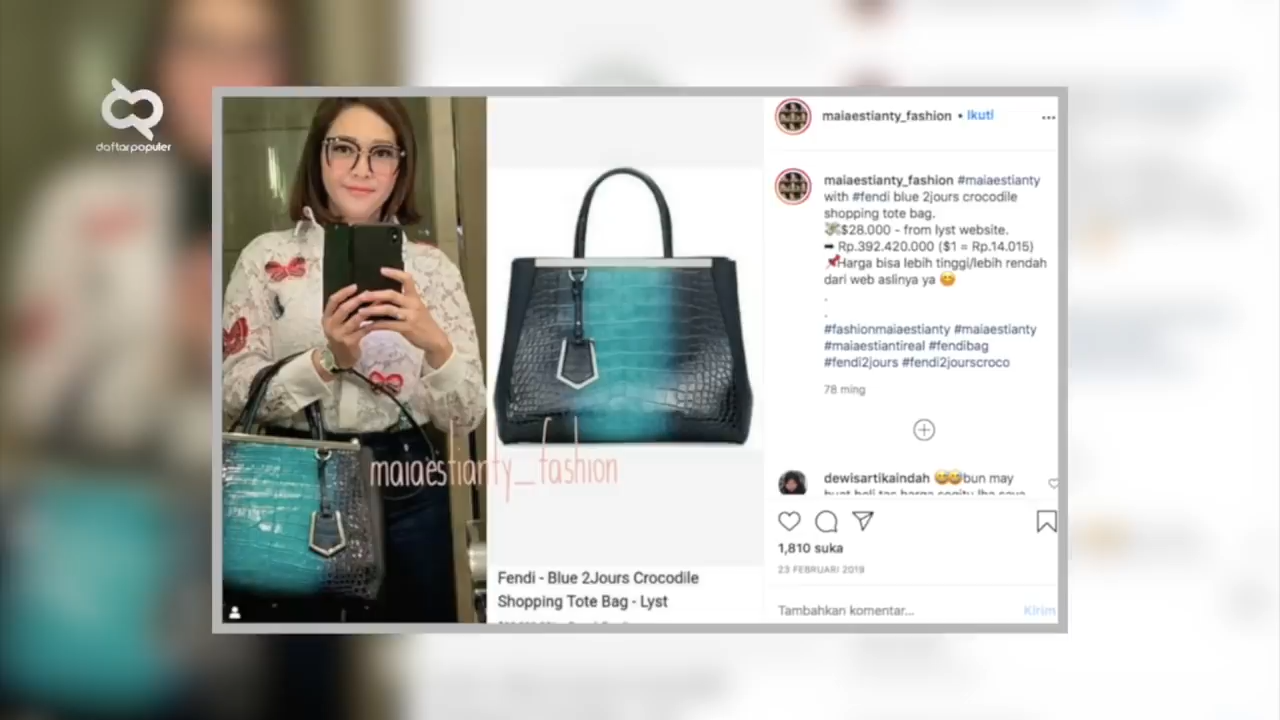 daftarpopuler
maiaestianty_fashion • Ikuti
maiaestianty_fashion #maiaestianty
with #fendi blue 2jours crocodile
shopping tote bag.
💸$28.000 - from lyst website.
➡ Rp.392.420.000 ($1 = Rp.14.015)
📌Harga bisa lebih tinggi/lebih rendah
dari web aslinya ya 😊
.
.
#fashionmaiaestianty #maiaestianty
#maiaestiantireal #fendibag
#fendi2jours #fendi2jourscroco
78 ming
dewisartikaindah 😂😂bun may
1,810 suka
23 FEBRUARI 2019
Tambahkan komentar...
Kirim
maiaestianty_fashion
Fendi - Blue 2Jours Crocodile
Shopping Tote Bag - Lyst